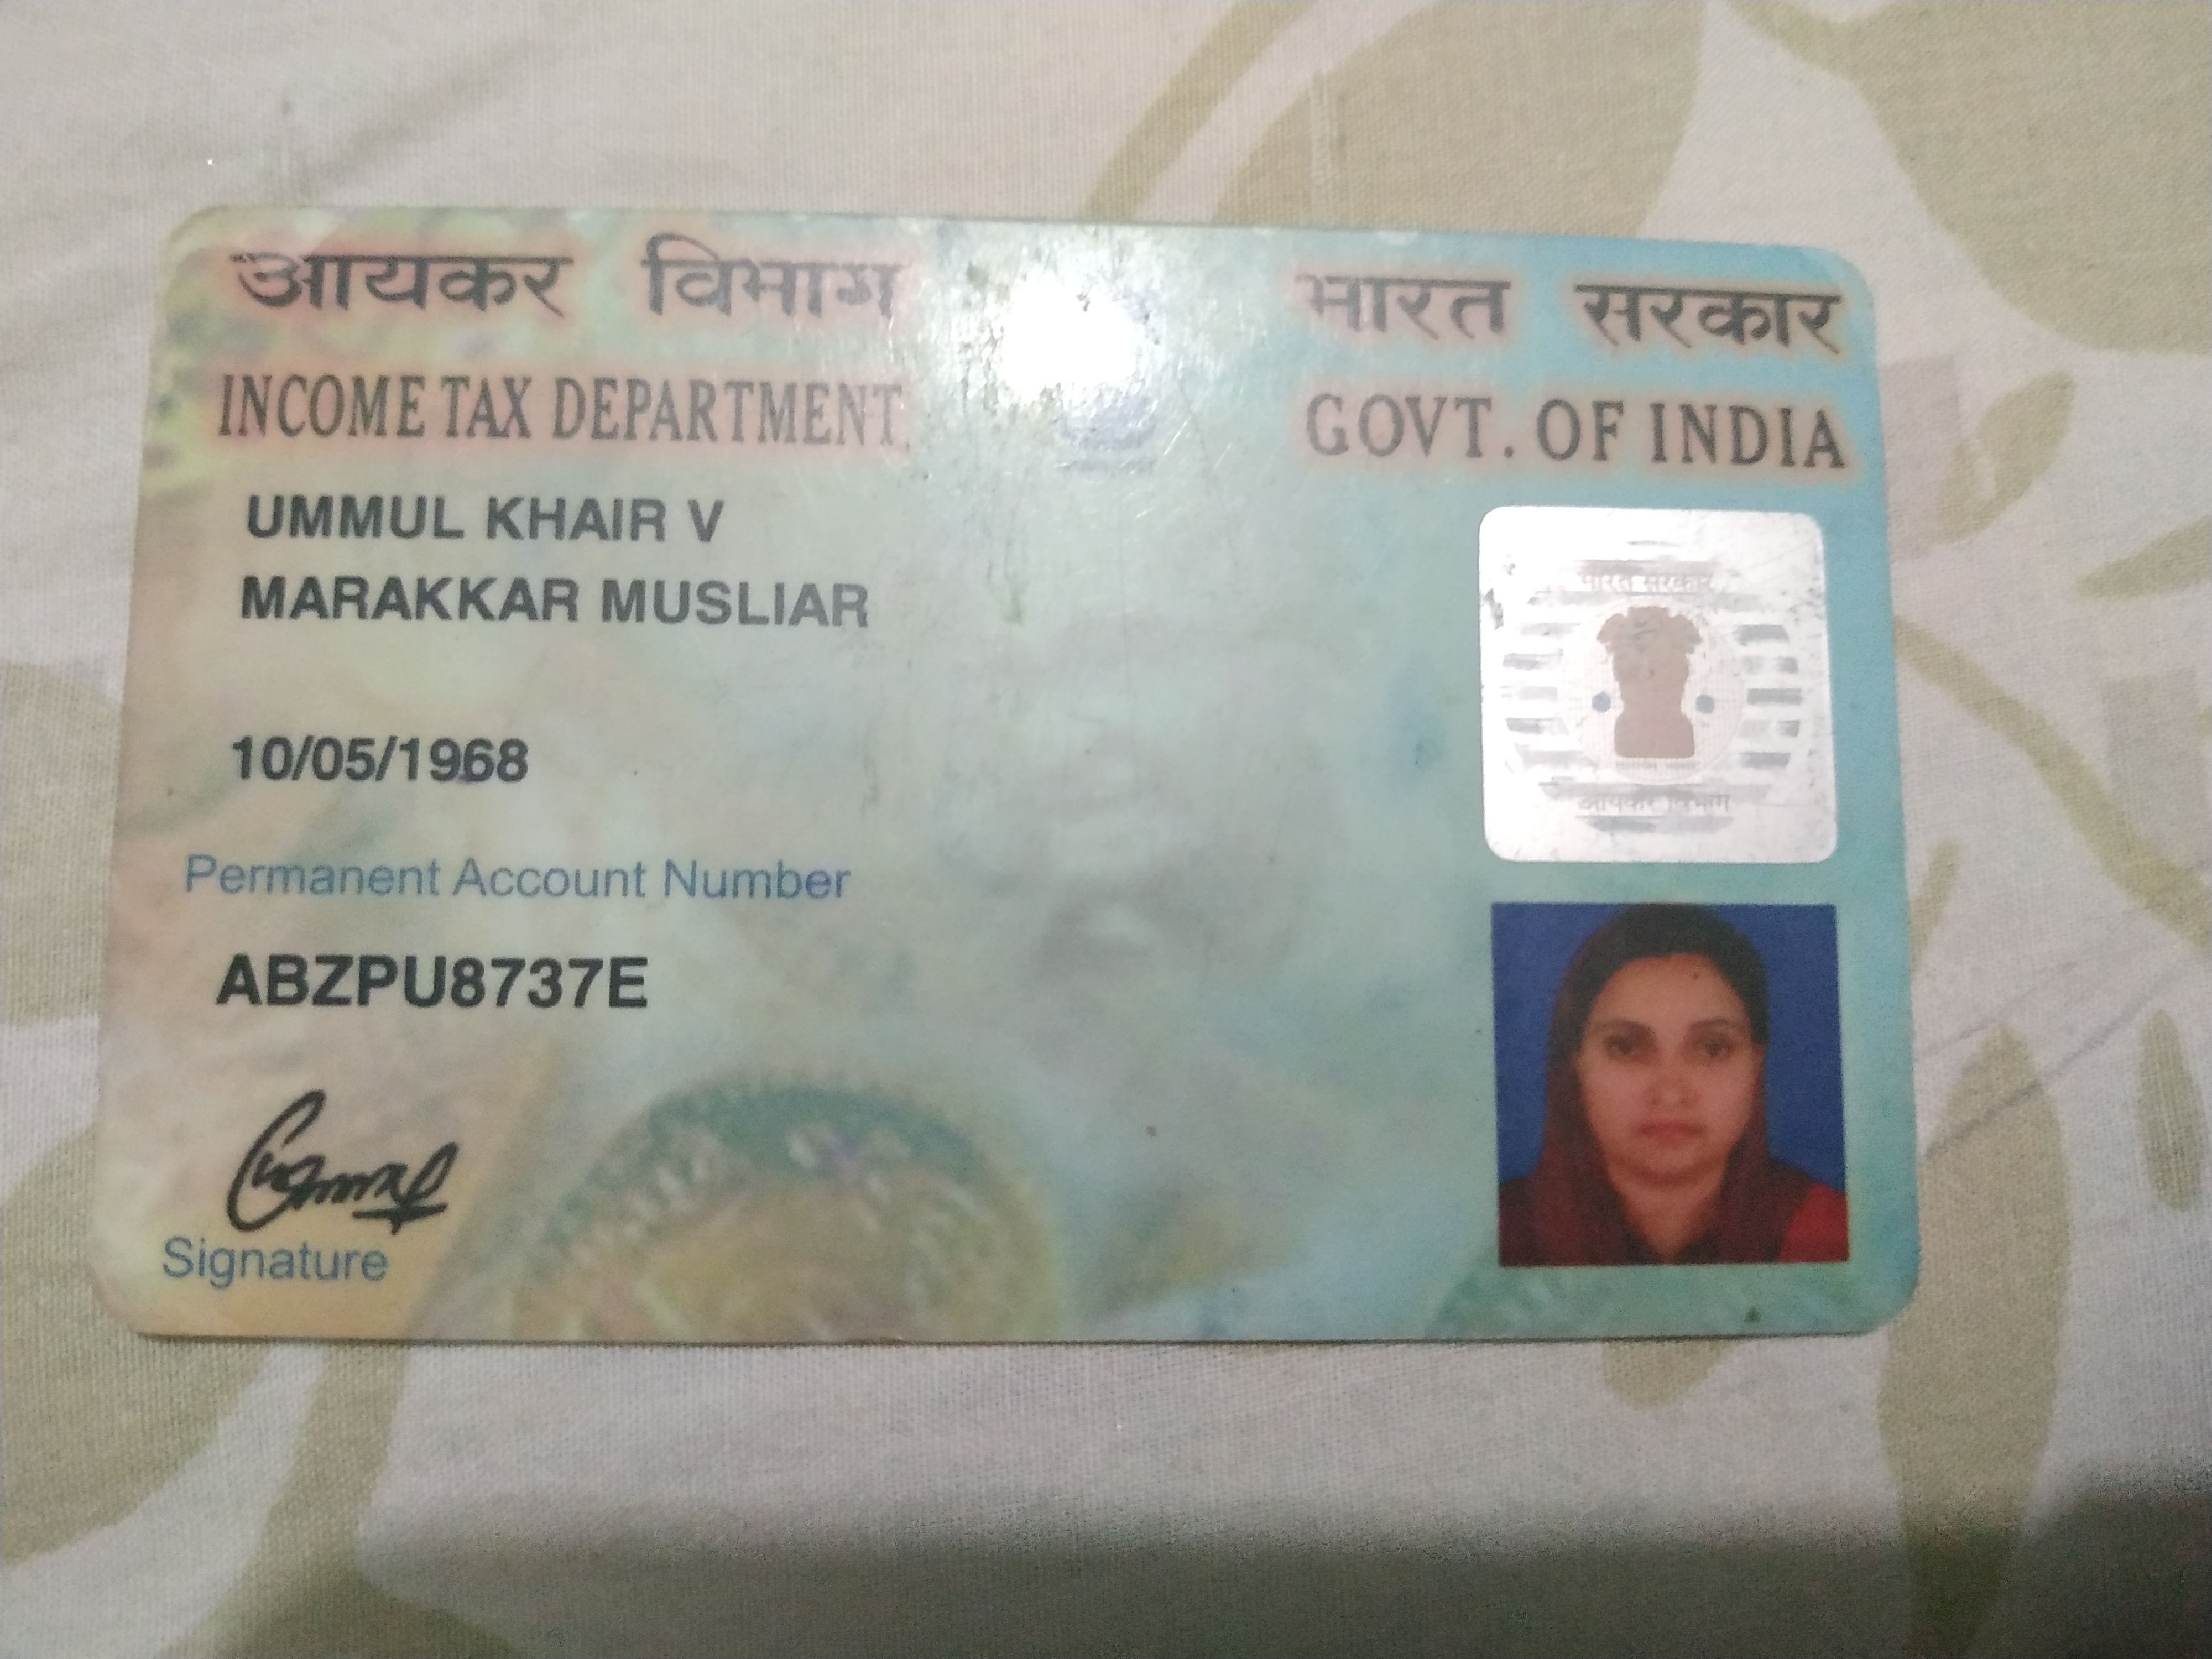 आयकर विभाग
INCOME TAX DEPARTMENT
भारत सरकार
GOVT. OF INDIA
UMMUL KHAIR V
MARAKKAR MUSLIAR
10/05/1968
Permanent Account Number
ABZPU8737E
Signature